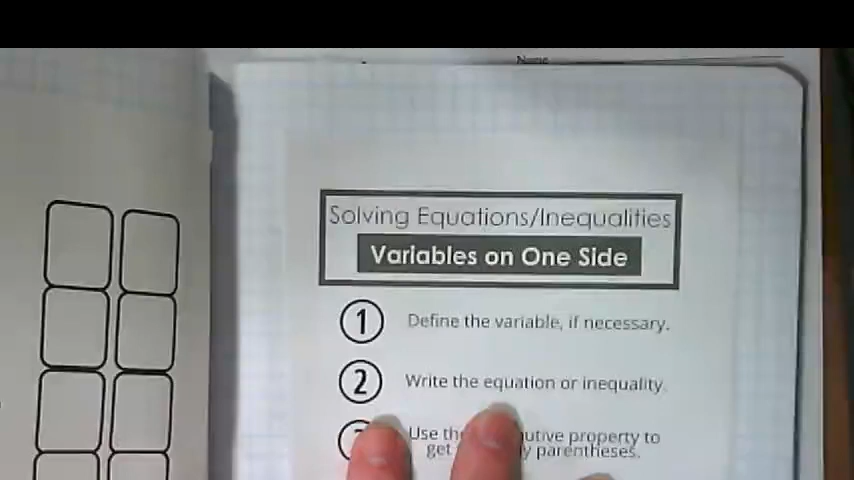 Name
Solving Equations/Inequalities
Variables on One Side
1 Define the variable, if necessary.
2 Write the equation or inequality.
Use the utive property to
get y parentheses.